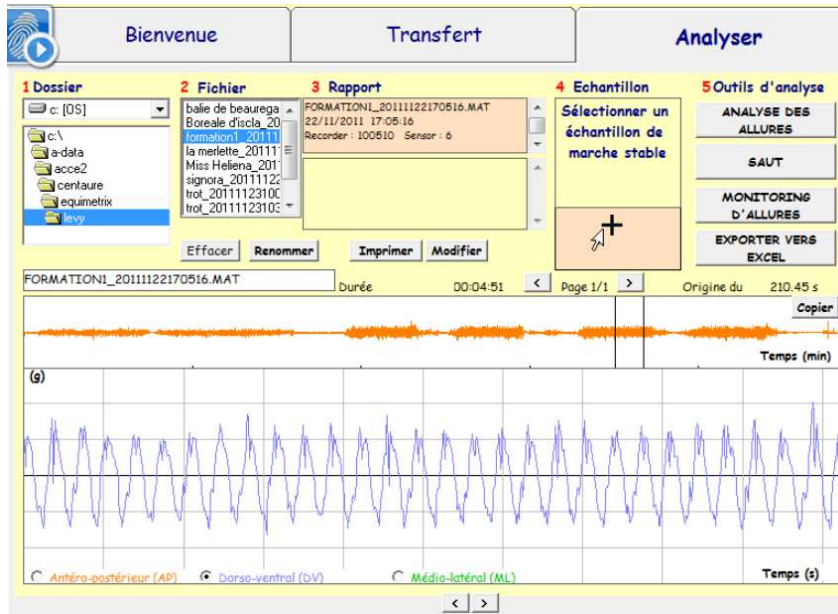 Bienvenue
Transfert
Analyser
1 Dossier
2 Fichier
3 Rapport
4 Echantillon
5 Outils d'analyse
c: [OS]
c:\
a-data
acce2
centaure
equimetrix
levy
balie de beaurega
Boreale d'iscla_20
formation1_20111
la merlette_20111
Miss Heliena_201
signora_20111122
trot_20111123100
trot_20111123103
FORMATION1_20111122170516.MAT
22/11/2011 17:05:16
Recorder : 100510 Sensor : 6
Sélectionner un
échantillon de
marche stable
ANALYSE DES
ALLURES
SAUT
MONITORING
D'ALLURES
EXPORTER VERS
EXCEL
Effacer
Renommer
Imprimer
Modifier
FORMATION1_20111122170516.MAT
Durée 00:04:51
< Page 1/1 >
Origine du 210.45 s
Copier
Temps (min)
(g)
Antéro-postérieur (AP)
Dorso-ventral (DV)
Médio-latéral (ML)
Temps (s)
< >